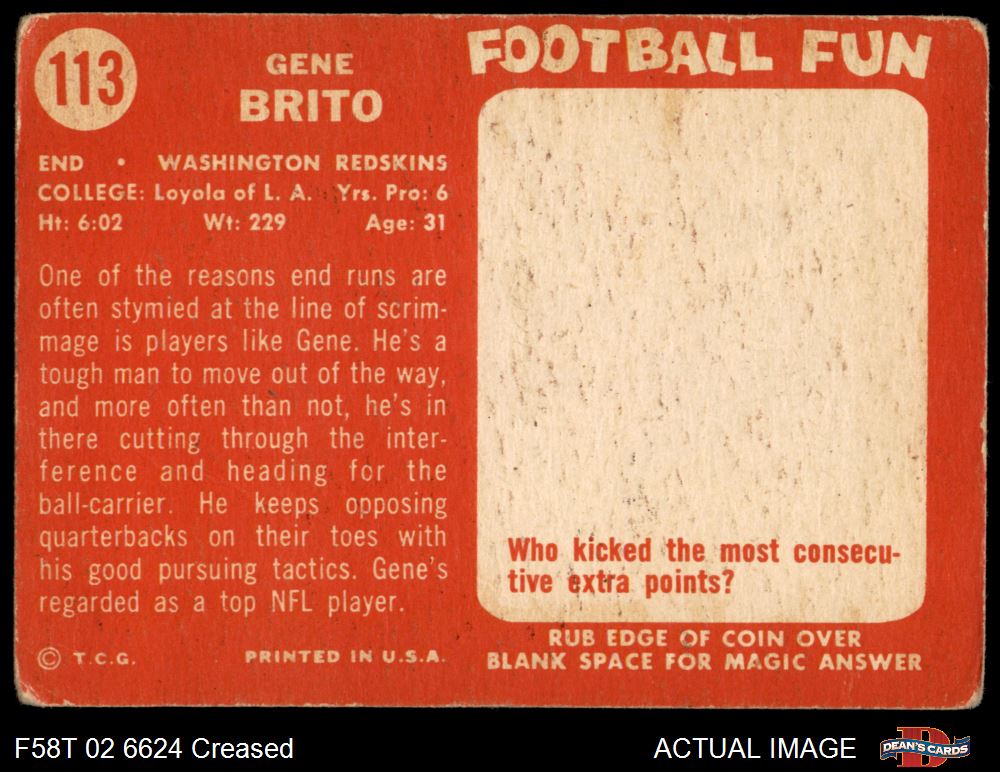 113
GENE
BRITO
END • WASHINGTON REDSKINS
COLLEGE: Loyola of L. A. Yrs. Pro: 6
Ht: 6:02 Wt: 229 Age: 31
One of the reasons end runs are
often stymied at the line of scrim-
mage is players like Gene. He's a
tough man to move out of the way,
and more often than not, he's in
there cutting through the inter-
ference and heading for the
ball-carrier. He keeps opposing
quarterbacks on their toes with
his good pursuing tactics. Gene's
regarded as a top NFL player.
© T.C.G. PRINTED IN U.S.A.
FOOTBALL FUN
Who kicked the most consecu-
tive extra points?
RUB EDGE OF COIN OVER
BLANK SPACE FOR MAGIC ANSWER
F58T 02 6624 Creased
ACTUAL IMAGE
D
DEAN'S CARDS